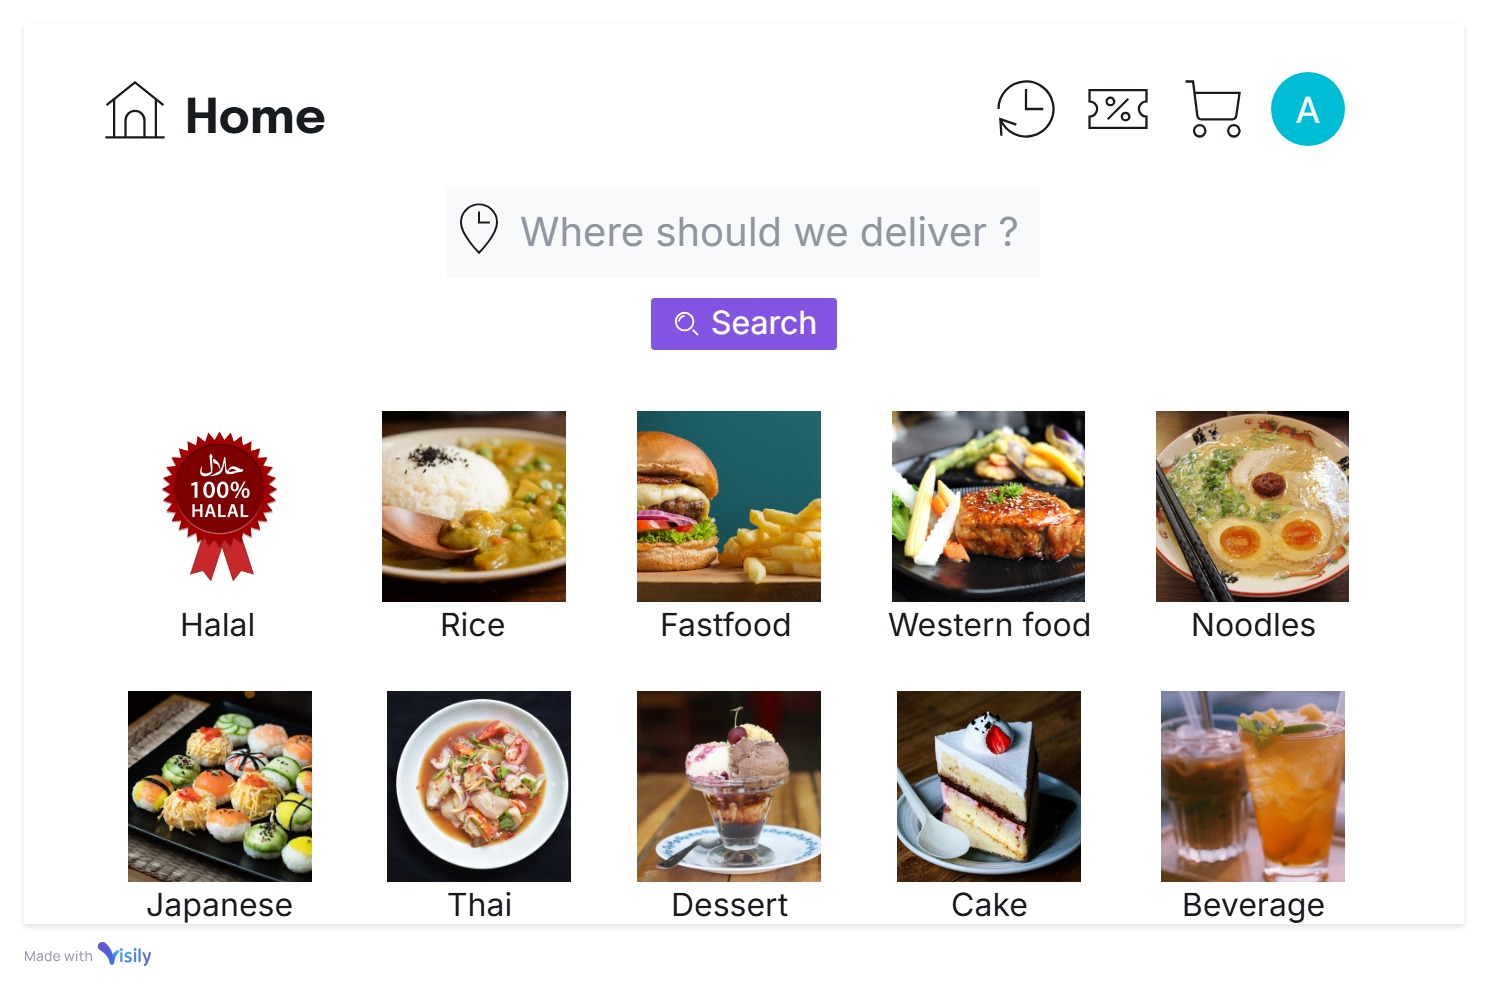 Home
A
Where should we deliver ?
Search
حلال
100%
HALAL
Halal
Rice
Fastfood
Western food
Noodles
Japanese
Thai
Dessert
Cake
Beverage
Made with Visily